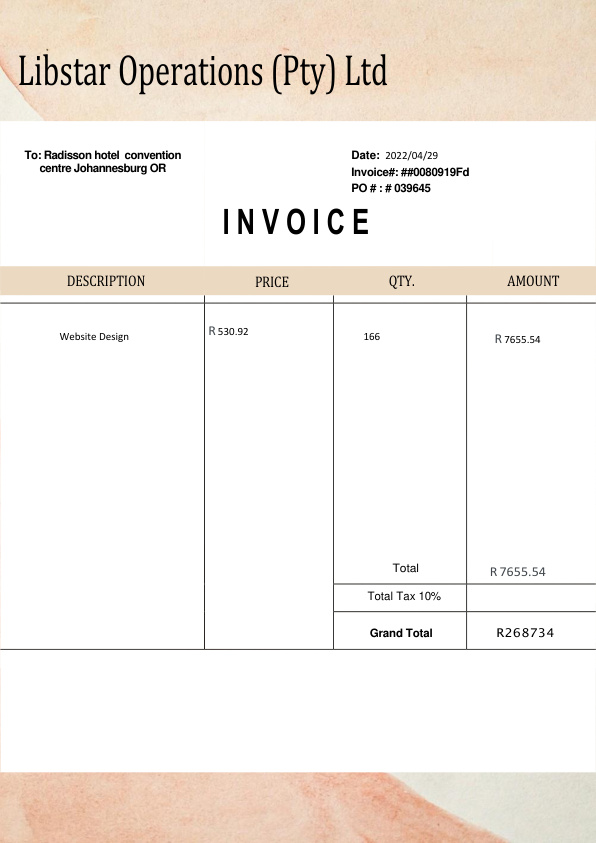 Libstar Operations (Pty) Ltd
To: Radisson hotel convention
centre Johannesburg OR
Date: 2022/04/29
Invoice#: ##0080919Fd
PO # : # 039645
INVOICE
DESCRIPTION PRICE QTY. AMOUNT
Website Design R 530.92 166 R 7655.54
Total R 7655.54
Total Tax 10%
Grand Total R268734